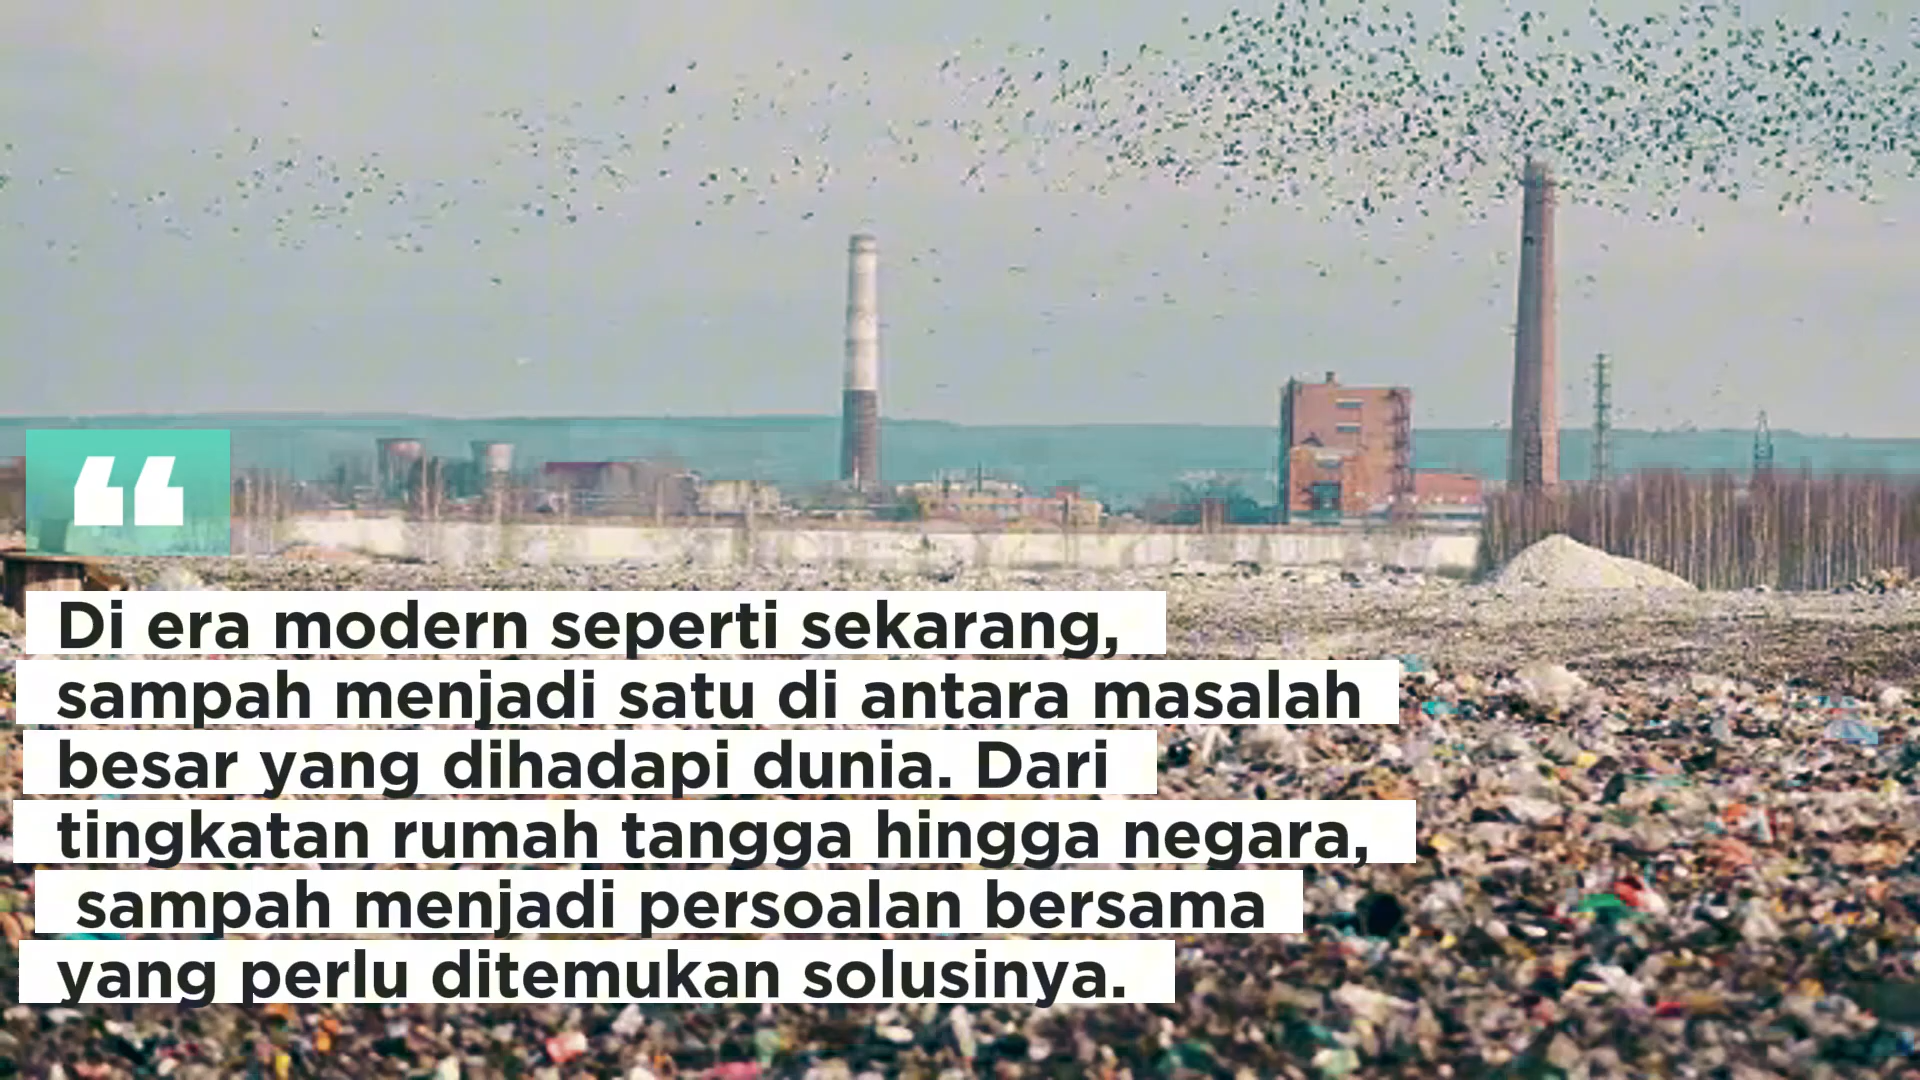 “
Di era modern seperti sekarang,
sampah menjadi satu di antara masalah
besar yang dihadapi dunia. Dari
tingkatan rumah tangga hingga negara,
sampah menjadi persoalan bersama
yang perlu ditemukan solusinya.